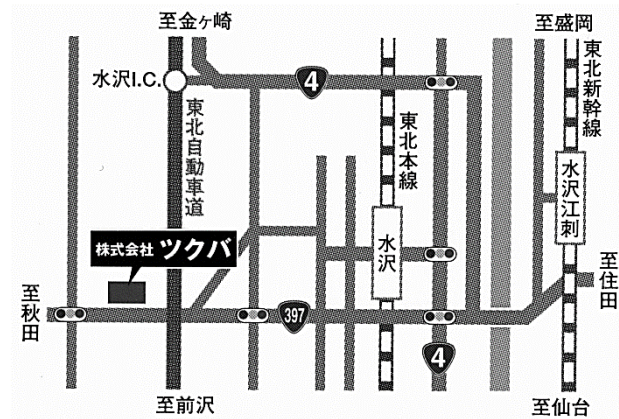 至金ヶ崎
至盛岡
水沢I.C.
4
東北自動車道
東北本線
東北新幹線
水沢江刺
株式会社 ツクバ
水沢
至住田
至秋田
397
4
至前沢
至仙台